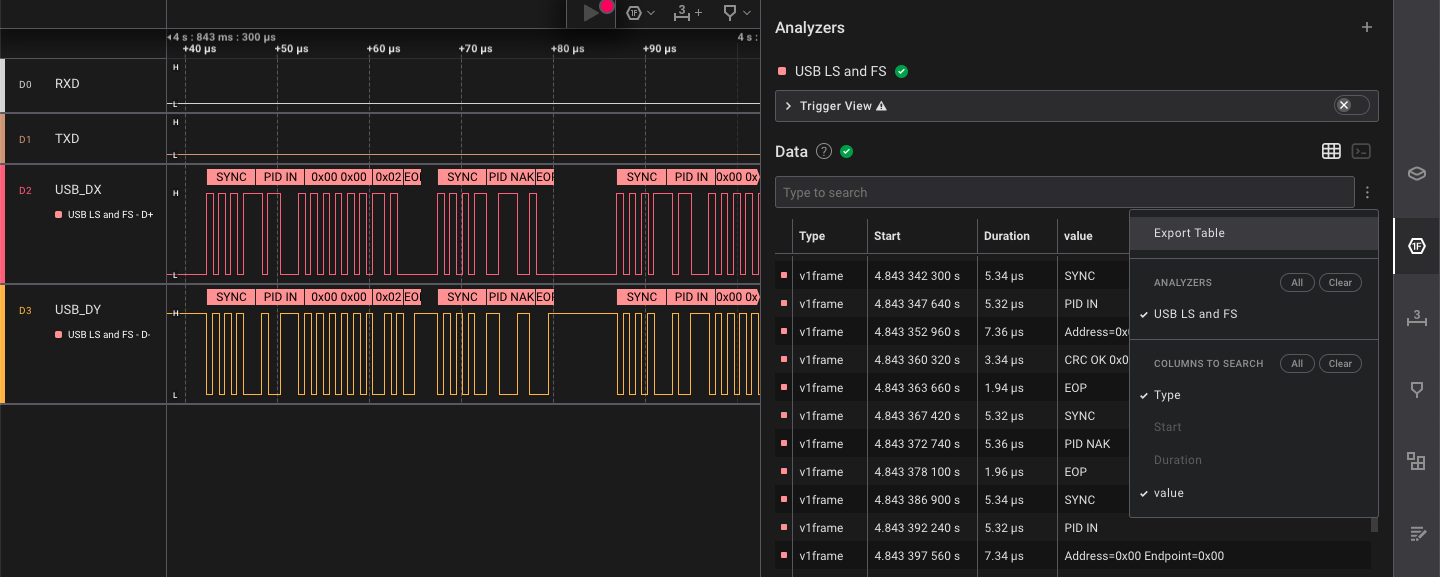 4 s : 843 ms : 300 µs
4 s :
+40 µs
+50 µs
+60 µs
+70 µs
+80 µs
+90 µs
D0 RXD
H
L
D1 TXD
H
L
D2 USB_DX
USB LS and FS - D+
H
L
SYNC PID IN 0x00 0x00 0x02 EO SYNC PID NAK EOP SYNC PID IN 0x00 0x
D3 USB_DY
USB LS and FS - D-
H
L
SYNC PID IN 0x00 0x00 0x02 EO SYNC PID NAK EOP SYNC PID IN 0x00 0x
1F
3 +
Analyzers +
USB LS and FS
Trigger View
Data ?
Type to search
Type Start Duration value
v1frame 4.843 342 300 s 5.34 µs SYNC
v1frame 4.843 347 640 s 5.32 µs PID IN
v1frame 4.843 352 960 s 7.36 µs Address=0x
v1frame 4.843 360 320 s 3.34 µs CRC OK 0x0
v1frame 4.843 363 660 s 1.94 µs EOP
v1frame 4.843 367 420 s 5.32 µs SYNC
v1frame 4.843 372 740 s 5.36 µs PID NAK
v1frame 4.843 378 100 s 1.96 µs EOP
v1frame 4.843 386 900 s 5.34 µs SYNC
v1frame 4.843 392 240 s 5.32 µs PID IN
v1frame 4.843 397 560 s 7.34 µs Address=0x00 Endpoint=0x00
Export Table
ANALYZERS All Clear
USB LS and FS
COLUMNS TO SEARCH All Clear
Type
Start
Duration
value
1F
3